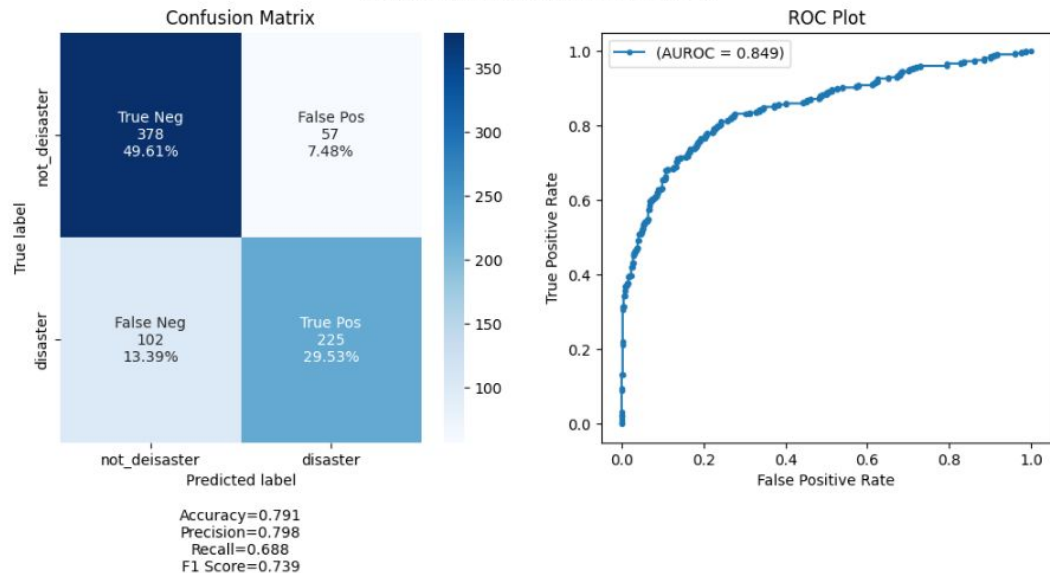 Confusion Matrix
not_deisaster
disaster
True label
True Neg
378
49.61%
False Pos
57
7.48%
False Neg
102
13.39%
True Pos
225
29.53%
not_deisaster
disaster
Predicted label
350
300
250
200
150
100
Accuracy=0.791
Precision=0.798
Recall=0.688
F1 Score=0.739
ROC Plot
(AUROC = 0.849)
True Positive Rate
1.0
0.8
0.6
0.4
0.2
0.0
0.0
0.2
0.4
0.6
0.8
1.0
False Positive Rate